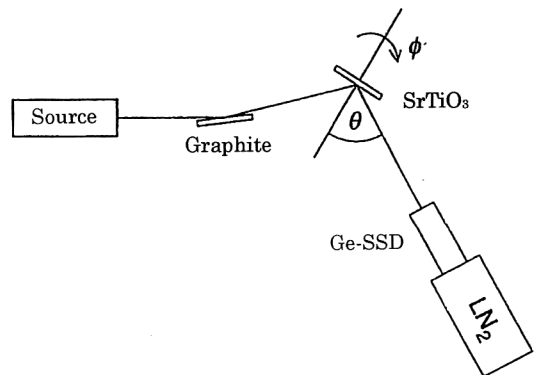 ϕ
SrTiO₃
Source
Graphite
θ
Ge-SSD
LN₂